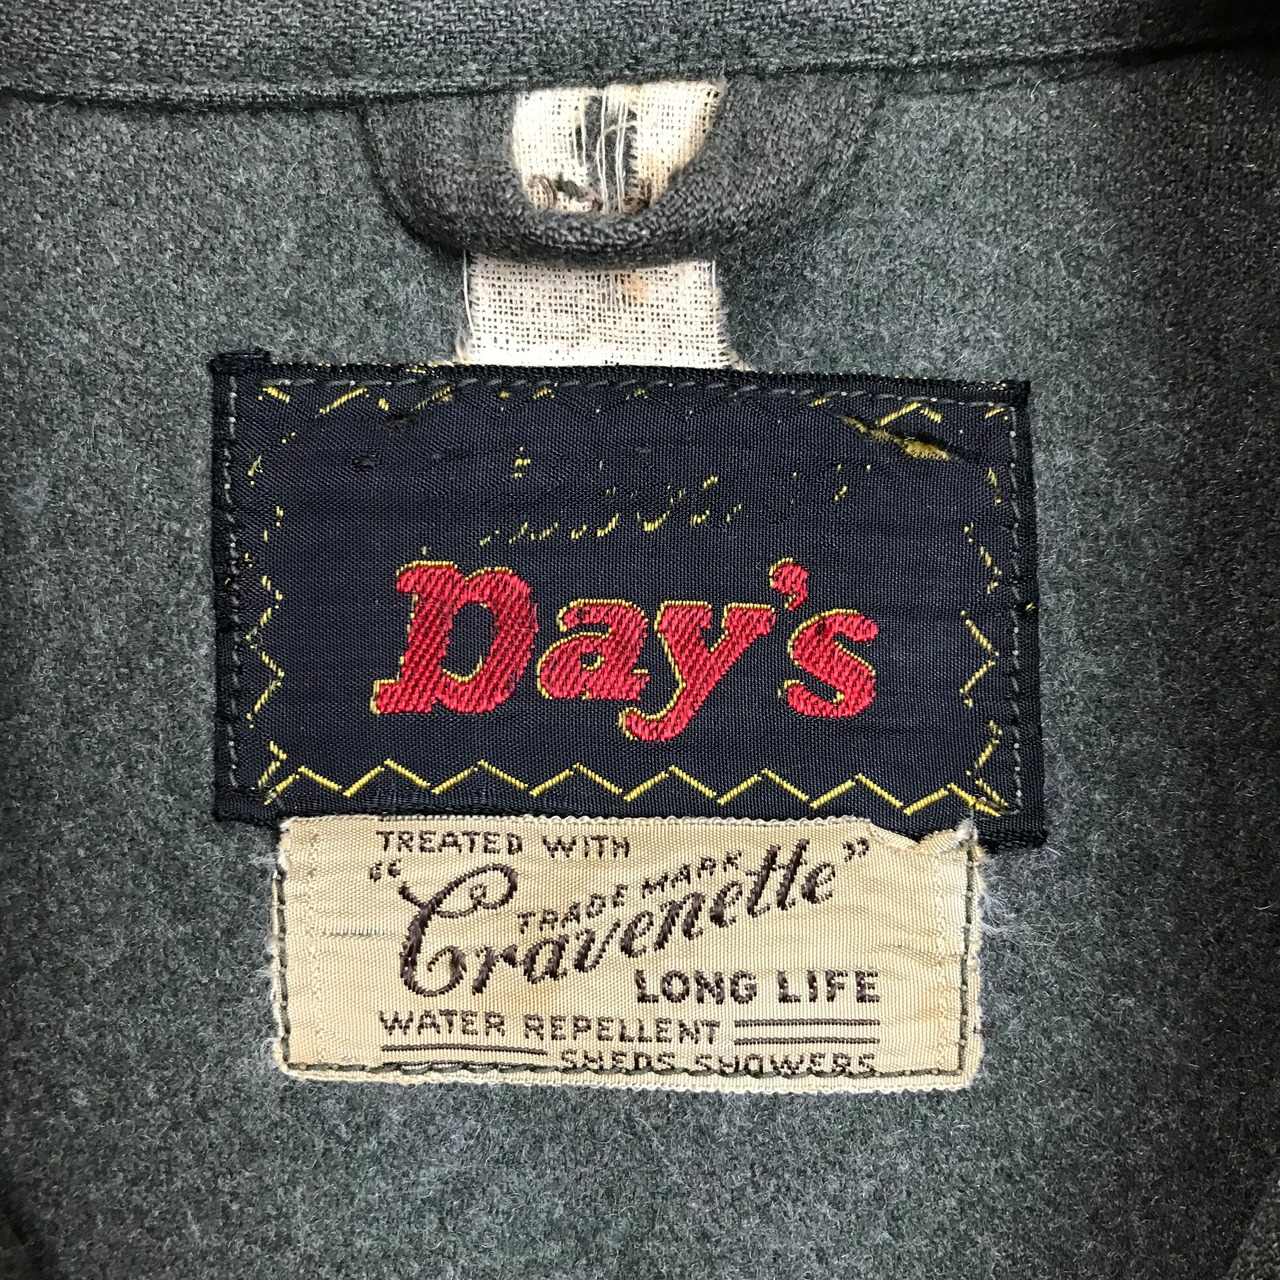 Day's
TREATED WITH
"Cravenette"
TRADE MARK
LONG LIFE
WATER REPELLENT
SHEDS SHOWERS